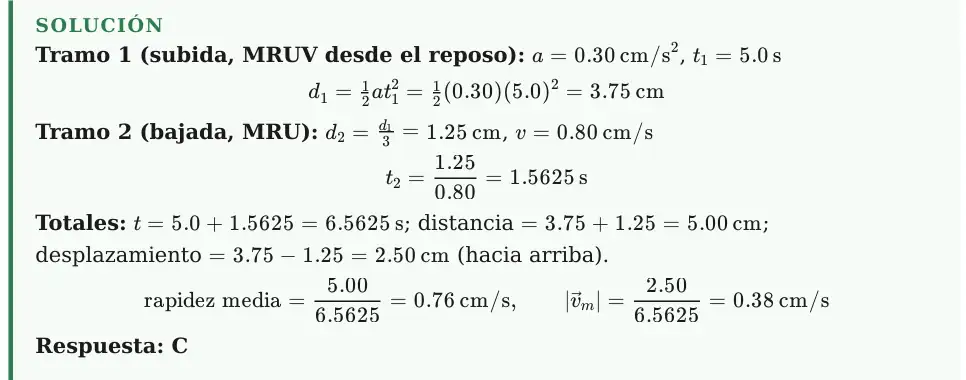 SOLUCIÓN
Tramo 1 (subida, MRUV desde el reposo): a = 0.30 cm/s², t₁ = 5.0 s
d₁ = ½at₁² = ½(0.30)(5.0)² = 3.75 cm
Tramo 2 (bajada, MRU): d₂ = d₁/3 = 1.25 cm, v = 0.80 cm/s
t₂ = 1.25/0.80 = 1.5625 s
Totales: t = 5.0 + 1.5625 = 6.5625 s; distancia = 3.75 + 1.25 = 5.00 cm;
desplazamiento = 3.75 − 1.25 = 2.50 cm (hacia arriba).
rapidez media = 5.00/6.5625 = 0.76 cm/s, |v⃗ₘ| = 2.50/6.5625 = 0.38 cm/s
Respuesta: C